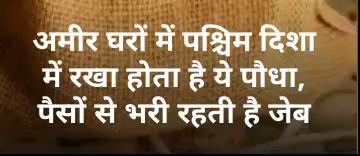 अमीर घरों में पश्चिम दिशा
में रखा होता है ये पौधा,
पैसों से भरी रहती है जेब